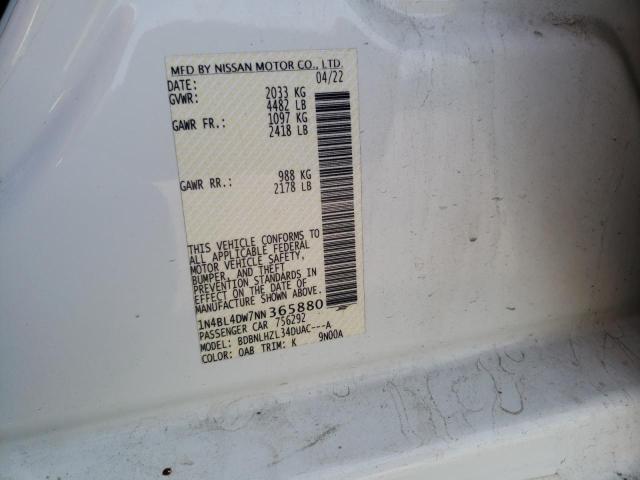 MFD BY NISSAN MOTOR CO., LTD.
DATE: 04/22
GVWR: 2033 KG
4482 LB
GAWR FR.: 1097 KG
2418 LB
GAWR RR.: 988 KG
2178 LB
THIS VEHICLE CONFORMS TO
ALL APPLICABLE FEDERAL
MOTOR VEHICLE SAFETY,
BUMPER, AND THEFT
PREVENTION STANDARDS IN
EFFECT ON THE DATE OF
MANUFACTURE SHOWN ABOVE.
1N4BL4DW7NN365880
PASSENGER CAR 756292
MODEL: BDBNLHZL34DUAC---A
COLOR: QAB TRIM: K 9N00A